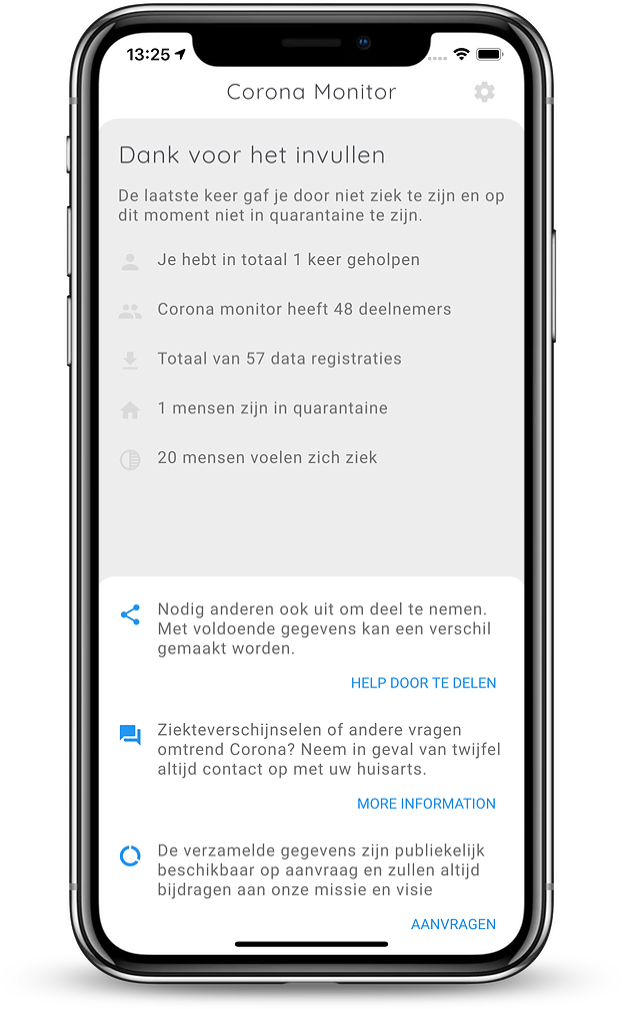 13:25
Corona Monitor
Dank voor het invullen
De laatste keer gaf je door niet ziek te zijn en op
dit moment niet in quarantaine te zijn.
Je hebt in totaal 1 keer geholpen
Corona monitor heeft 48 deelnemers
Totaal van 57 data registraties
1 mensen zijn in quarantaine
20 mensen voelen zich ziek
Nodig anderen ook uit om deel te nemen.
Met voldoende gegevens kan een verschil
gemaakt worden.
HELP DOOR TE DELEN
Ziekteverschijnselen of andere vragen
omtrend Corona? Neem in geval van twijfel
altijd contact op met uw huisarts.
MORE INFORMATION
De verzamelde gegevens zijn publiekelijk
beschikbaar op aanvraag en zullen altijd
bijdragen aan onze missie en visie
AANVRAGEN